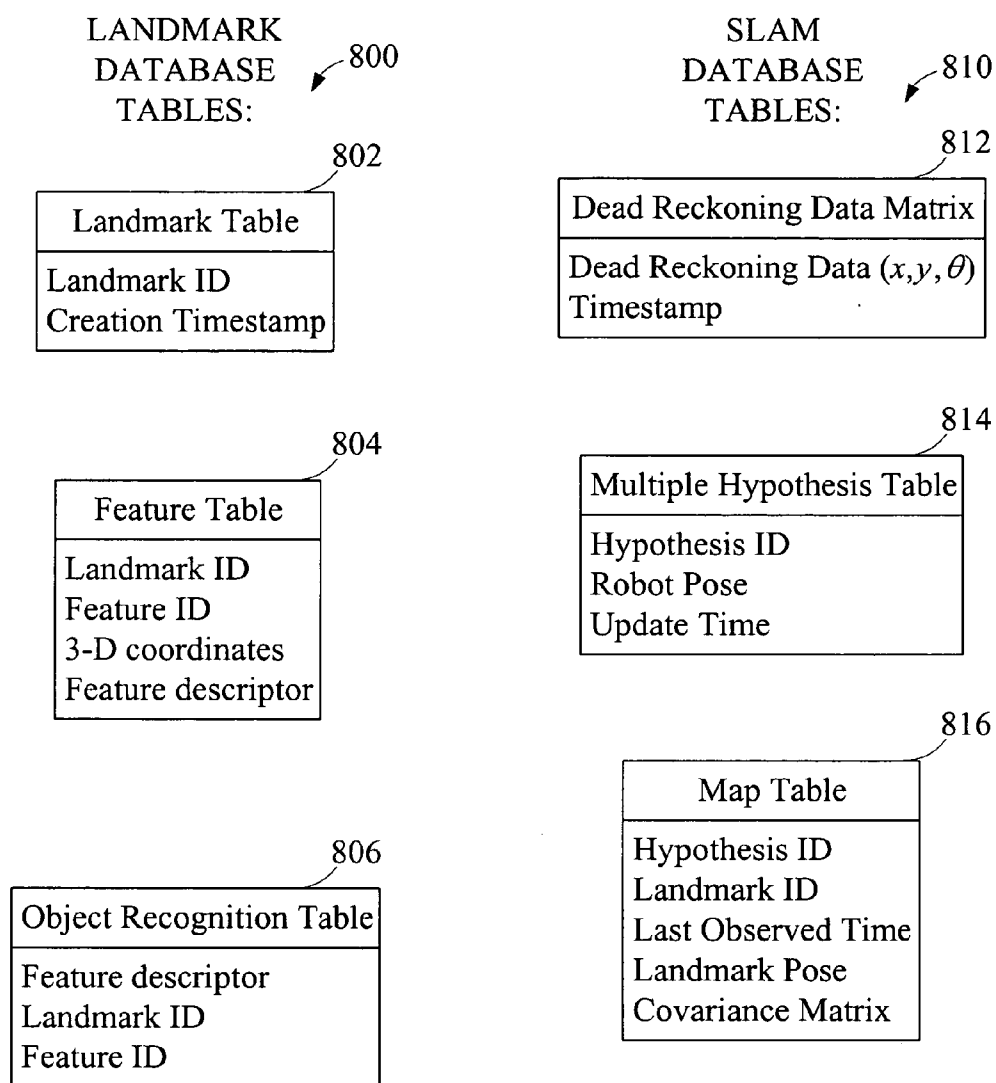 LANDMARK
DATABASE
TABLES:
800
802
Landmark Table
Landmark ID
Creation Timestamp
804
Feature Table
Landmark ID
Feature ID
3-D coordinates
Feature descriptor
806
Object Recognition Table
Feature descriptor
Landmark ID
Feature ID
SLAM
DATABASE
TABLES:
810
812
Dead Reckoning Data Matrix
Dead Reckoning Data (x,y,θ)
Timestamp
814
Multiple Hypothesis Table
Hypothesis ID
Robot Pose
Update Time
816
Map Table
Hypothesis ID
Landmark ID
Last Observed Time
Landmark Pose
Covariance Matrix